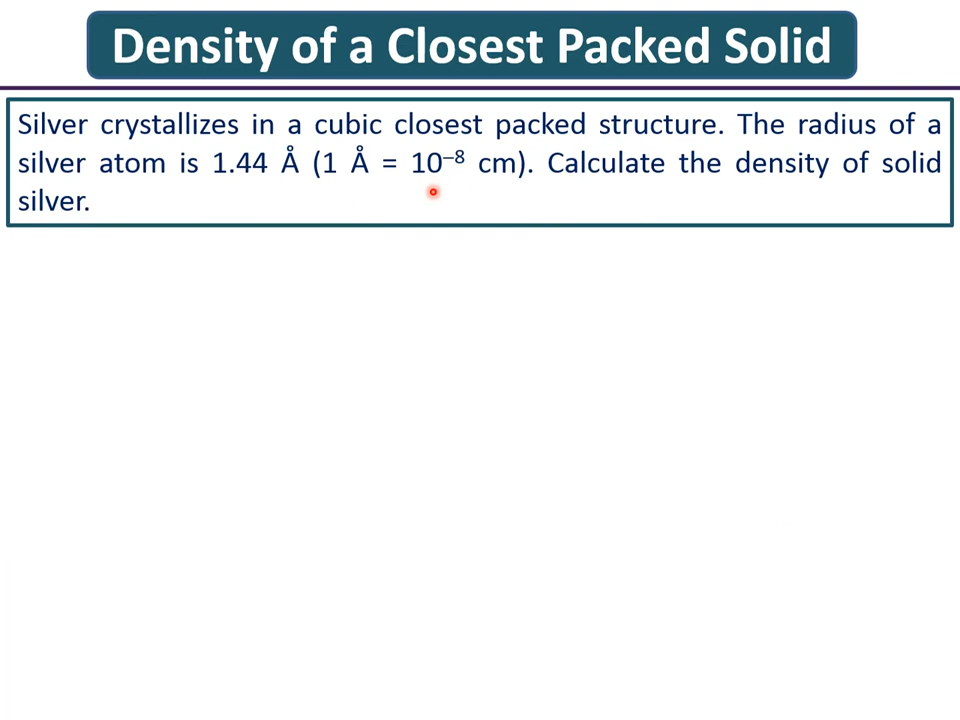 Density of a Closest Packed Solid
Silver crystallizes in a cubic closest packed structure. The radius of a
silver atom is 1.44 Å (1 Å = 10⁻⁸ cm). Calculate the density of solid
silver.